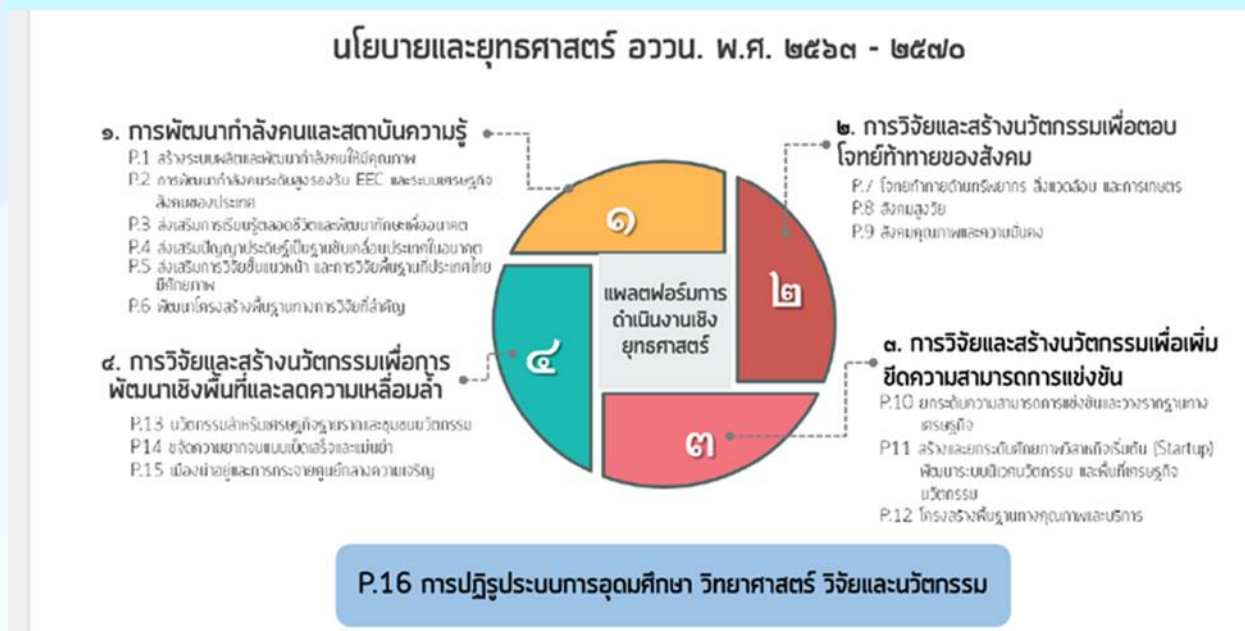 นโยบายและยุทธศาสตร์ อววน. พ.ศ. ๒๕๖๓ - ๒๕๗๐
๑. การพัฒนากำลังคนและสถาบันความรู้
P.1 สร้างระบบผลิตและพัฒนากำลังคนให้มีคุณภาพ
P.2 การพัฒนากำลังคนระดับสูงรองรับ EEC และระบบเศรษฐกิจ
สังคมของประเทศ
P.3 ส่งเสริมการเรียนรู้ตลอดชีวิตและพัฒนาทักษะเพื่ออนาคต
P.4 ส่งเสริมปัญญาประดิษฐ์เป็นฐานขับเคลื่อนประเทศในอนาคต
P.5 ส่งเสริมการวิจัยขั้นแนวหน้า และการวิจัยพื้นฐานที่ประเทศไทย
มีศักยภาพ
P.6 พัฒนาโครงสร้างพื้นฐานทางการวิจัยที่สำคัญ
๒. การวิจัยและสร้างนวัตกรรมเพื่อตอบ
โจทย์ท้าทายของสังคม
P.7 โจทย์ท้าทายด้านทรัพยากร สิ่งแวดล้อม และการเกษตร
P.8 สังคมสูงวัย
P.9 สังคมคุณภาพและความมั่นคง
๑
๒
๓
๔
แพลตฟอร์มการ
ดำเนินงานเชิง
ยุทธศาสตร์
๓. การวิจัยและสร้างนวัตกรรมเพื่อเพิ่ม
ขีดความสามารถการแข่งขัน
P.10 ยกระดับความสามารถการแข่งขันและวางรากฐานทาง
เศรษฐกิจ
P11 สร้างและยกระดับศักยภาพวิสาหกิจเริ่มต้น (Startup)
พัฒนาระบบนิเวศนวัตกรรม และพื้นที่เศรษฐกิจ
นวัตกรรม
P.12 โครงสร้างพื้นฐานทางคุณภาพและบริการ
๔. การวิจัยและสร้างนวัตกรรมเพื่อการ
พัฒนาเชิงพื้นที่และลดความเหลื่อมล้ำ
P.13 นวัตกรรมสำหรับเศรษฐกิจฐานรากและชุมชนนวัตกรรม
P14 ขจัดความยากจนแบบเบ็ดเสร็จและแม่นยำ
P.15 เมืองน่าอยู่และการกระจายศูนย์กลางความเจริญ
P.16 การปฏิรูประบบการอุดมศึกษา วิทยาศาสตร์ วิจัยและนวัตกรรม